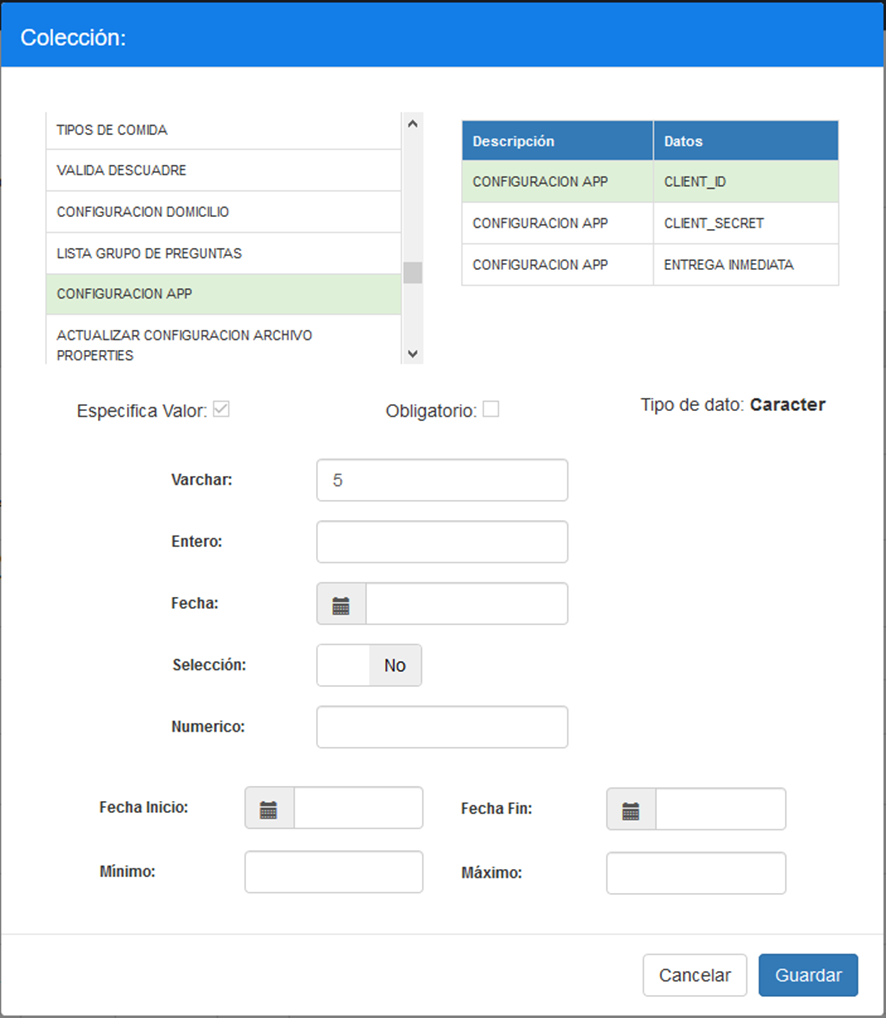 Colección:
TIPOS DE COMIDA
VALIDA DESCUADRE
CONFIGURACION DOMICILIO
LISTA GRUPO DE PREGUNTAS
CONFIGURACION APP
ACTUALIZAR CONFIGURACION ARCHIVO
PROPERTIES
Descripción Datos
CONFIGURACION APP CLIENT_ID
CONFIGURACION APP CLIENT_SECRET
CONFIGURACION APP ENTREGA INMEDIATA
Especifica Valor: Obligatorio: Tipo de dato: Caracter
Varchar: 5
Entero:
Fecha:
Selección: No
Numerico:
Fecha Inicio: Fecha Fin:
Mínimo: Máximo:
Cancelar Guardar